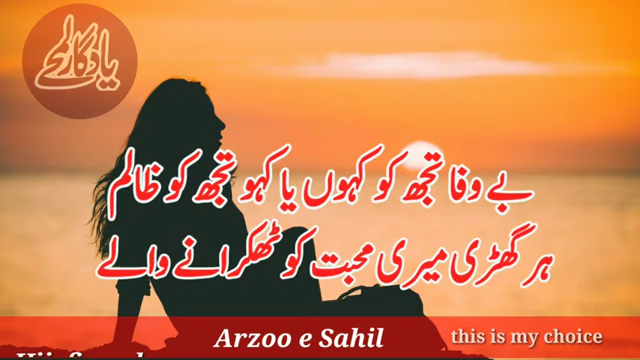 یادگار لمحے
بے وفا تجھ کو کہوں یا کہو تجھ کو ظالم
ہر گھڑی میری محبت کو ٹھکرانے والے
Arzoo e Sahil
this is my choice